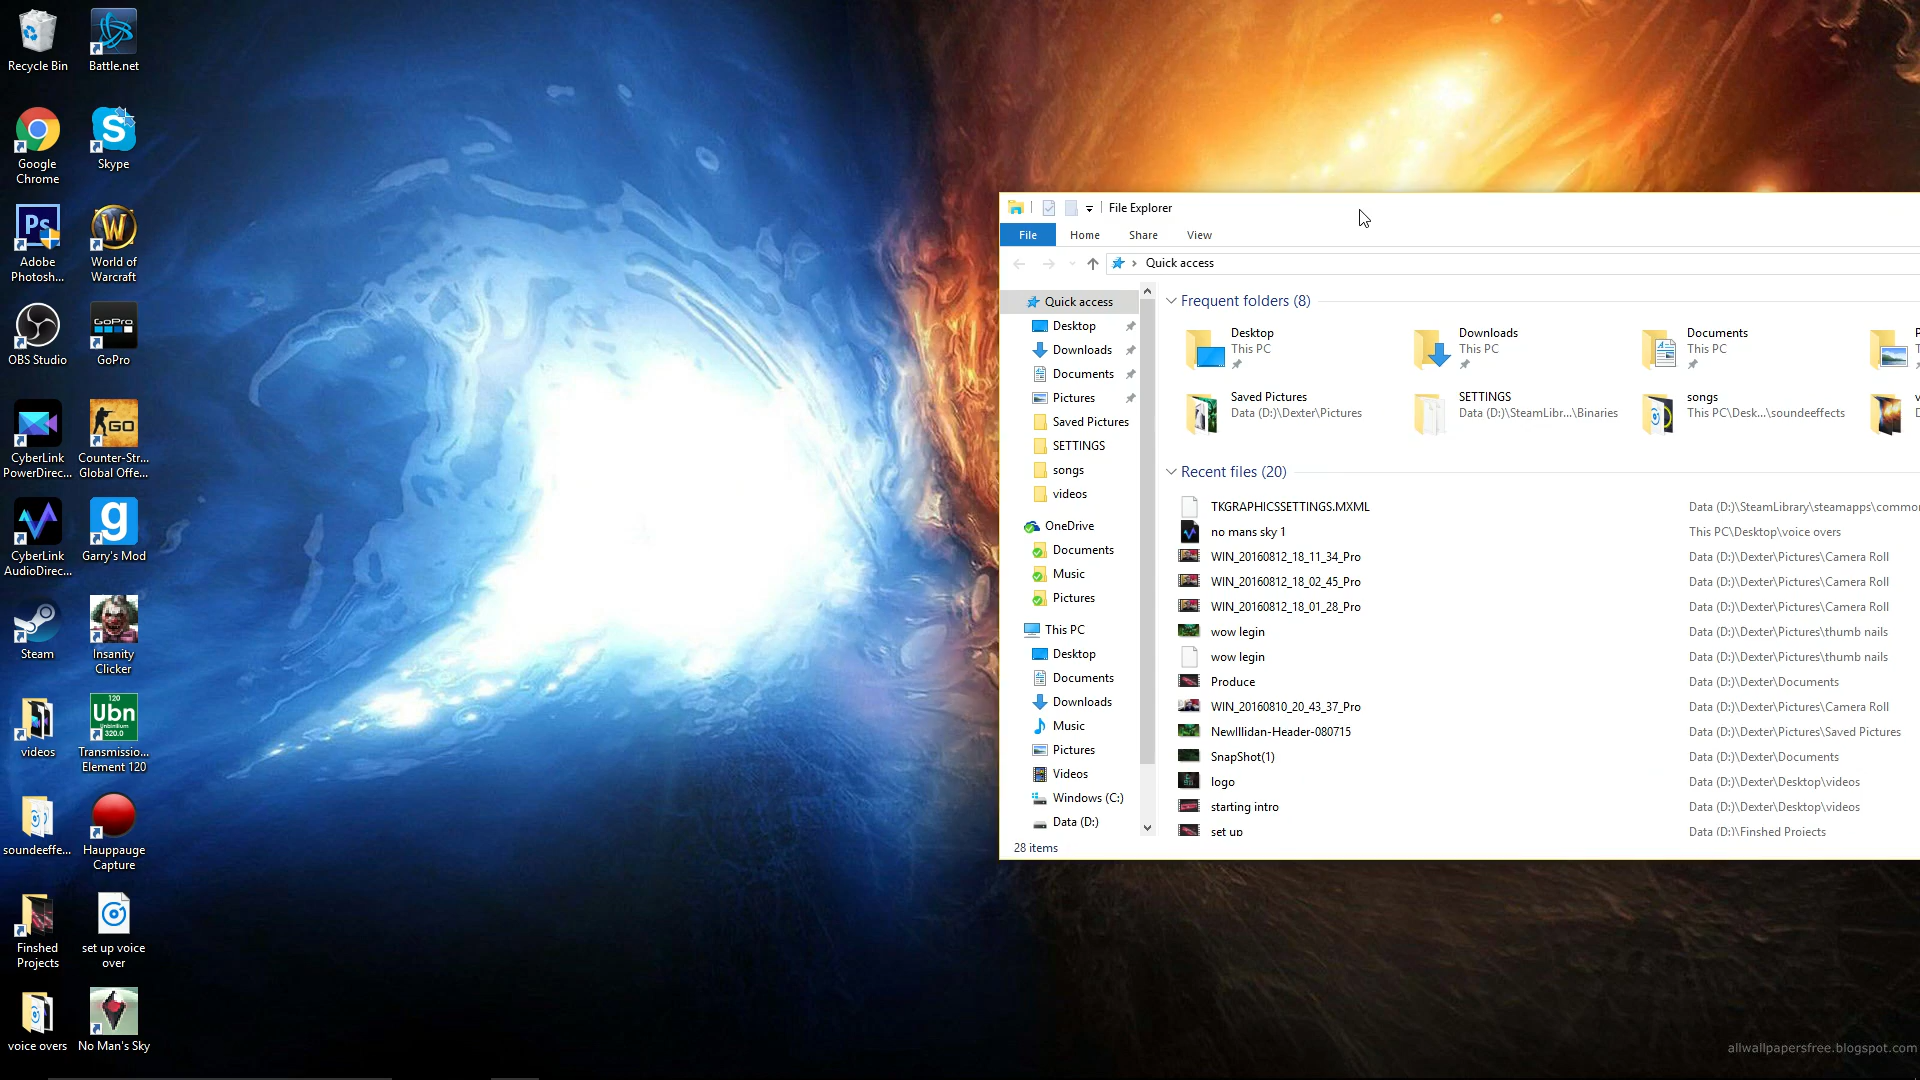 Recycle Bin
Battle.net
Google
Chrome
Skype
Adobe
Photosh...
World of
Warcraft
OBS Studio
GoPro
CyberLink
PowerDirec...
Counter-Str...
Global Offe...
CyberLink
AudioDirec...
Garry's Mod
Steam
Insanity
Clicker
videos
120
Ubn
Unbinilium
320.0
Transmissio...
Element 120
soundeeffe...
Hauppauge
Capture
Finshed
Projects
set up voice
over
voice overs
No Man's Sky
File Explorer
File Home Share View
Quick access
Quick access
Desktop
Downloads
Documents
Pictures
Saved Pictures
SETTINGS
songs
videos
OneDrive
Documents
Music
Pictures
This PC
Desktop
Documents
Downloads
Music
Pictures
Videos
Windows (C:)
Data (D:)
28 items
Frequent folders (8)
Desktop
This PC
Downloads
This PC
Documents
This PC
Saved Pictures
Data (D:)\Dexter\Pictures
SETTINGS
Data (D:)\SteamLibr...\Binaries
songs
This PC\Desk...\soundeeffects
Recent files (20)
TKGRAPHICSSETTINGS.MXML Data (D:)\SteamLibrary\steamapps\common
no mans sky 1 This PC\Desktop\voice overs
WIN_20160812_18_11_34_Pro Data (D:)\Dexter\Pictures\Camera Roll
WIN_20160812_18_02_45_Pro Data (D:)\Dexter\Pictures\Camera Roll
WIN_20160812_18_01_28_Pro Data (D:)\Dexter\Pictures\Camera Roll
wow legin Data (D:)\Dexter\Pictures\thumb nails
wow legin Data (D:)\Dexter\Pictures\thumb nails
Produce Data (D:)\Dexter\Documents
WIN_20160810_20_43_37_Pro Data (D:)\Dexter\Pictures\Camera Roll
NewIllidan-Header-080715 Data (D:)\Dexter\Pictures\Saved Pictures
SnapShot(1) Data (D:)\Dexter\Documents
logo Data (D:)\Dexter\Desktop\videos
starting intro Data (D:)\Dexter\Desktop\videos
set up Data (D:)\Finshed Projects
allwallpapersfree.blogspot.com